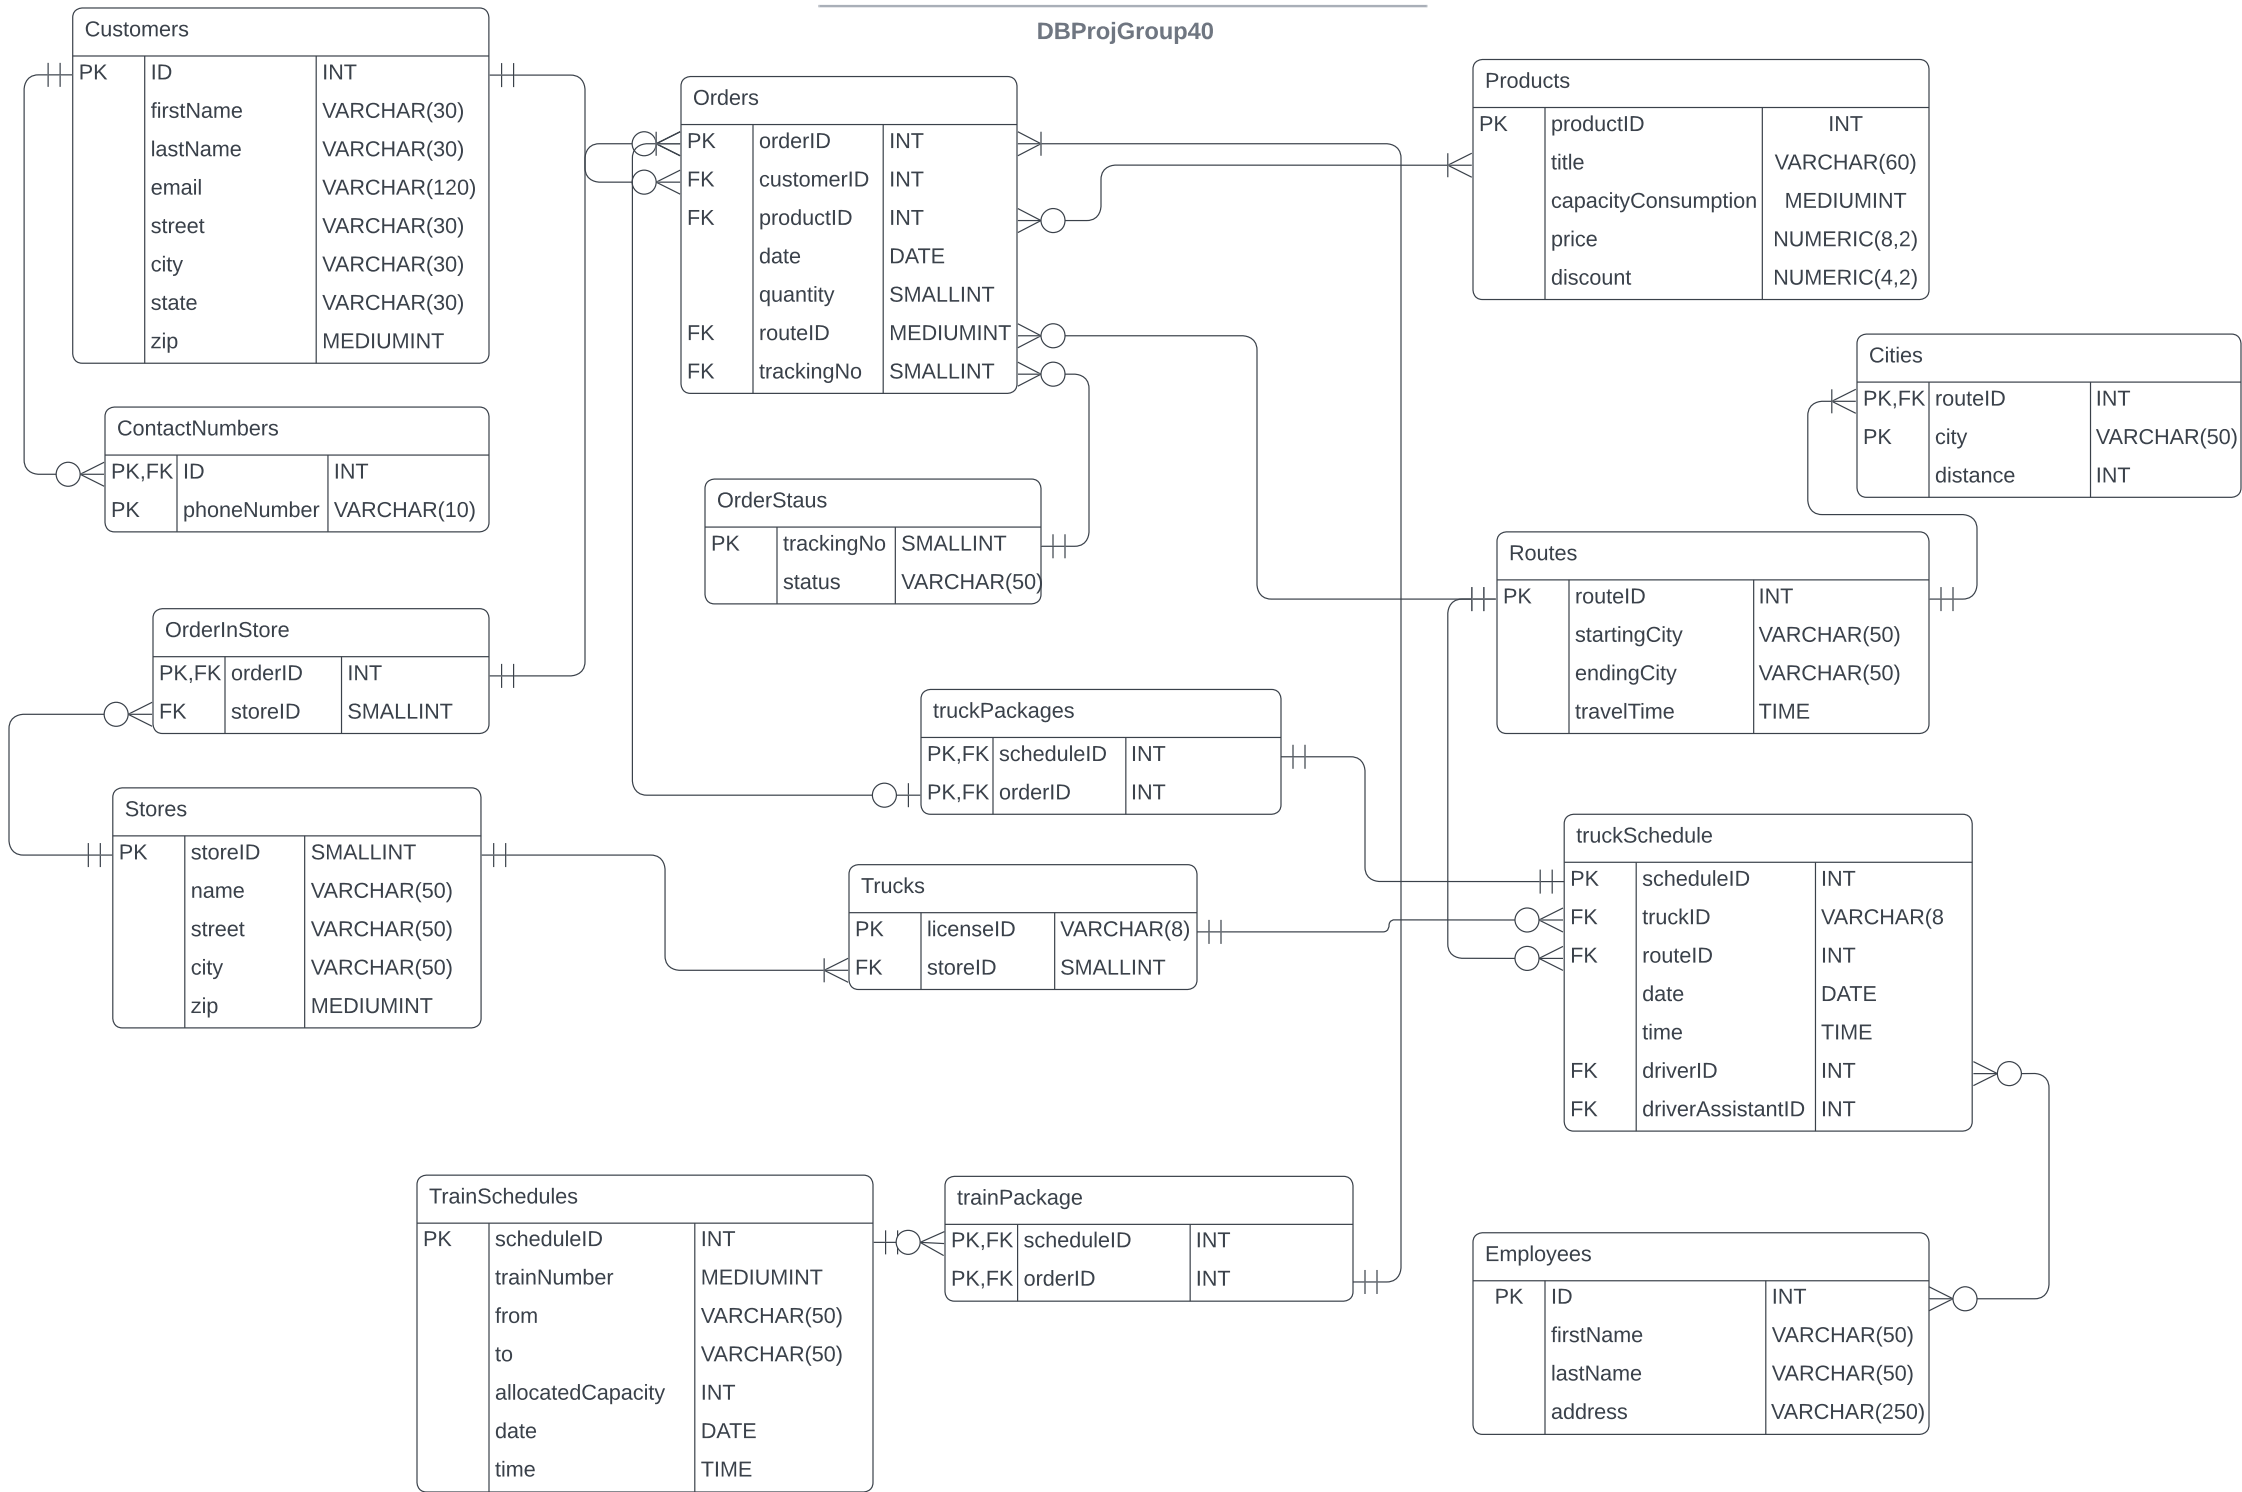 DBProjGroup40
Customers
PK ID INT
firstName VARCHAR(30)
lastName VARCHAR(30)
email VARCHAR(120)
street VARCHAR(30)
city VARCHAR(30)
state VARCHAR(30)
zip MEDIUMINT
Orders
PK orderID INT
FK customerID INT
FK productID INT
date DATE
quantity SMALLINT
FK routeID MEDIUMINT
FK trackingNo SMALLINT
Products
PK productID INT
title VARCHAR(60)
capacityConsumption MEDIUMINT
price NUMERIC(8,2)
discount NUMERIC(4,2)
Cities
PK,FK routeID INT
PK city VARCHAR(50)
distance INT
ContactNumbers
PK,FK ID INT
PK phoneNumber VARCHAR(10)
OrderStaus
PK trackingNo SMALLINT
status VARCHAR(50)
Routes
PK routeID INT
startingCity VARCHAR(50)
endingCity VARCHAR(50)
travelTime TIME
OrderInStore
PK,FK orderID INT
FK storeID SMALLINT
truckPackages
PK,FK scheduleID INT
PK,FK orderID INT
Stores
PK storeID SMALLINT
name VARCHAR(50)
street VARCHAR(50)
city VARCHAR(50)
zip MEDIUMINT
Trucks
PK licenseID VARCHAR(8)
FK storeID SMALLINT
truckSchedule
PK scheduleID INT
FK truckID VARCHAR(8
FK routeID INT
date DATE
time TIME
FK driverID INT
FK driverAssistantID INT
TrainSchedules
PK scheduleID INT
trainNumber MEDIUMINT
from VARCHAR(50)
to VARCHAR(50)
allocatedCapacity INT
date DATE
time TIME
trainPackage
PK,FK scheduleID INT
PK,FK orderID INT
Employees
PK ID INT
firstName VARCHAR(50)
lastName VARCHAR(50)
address VARCHAR(250)